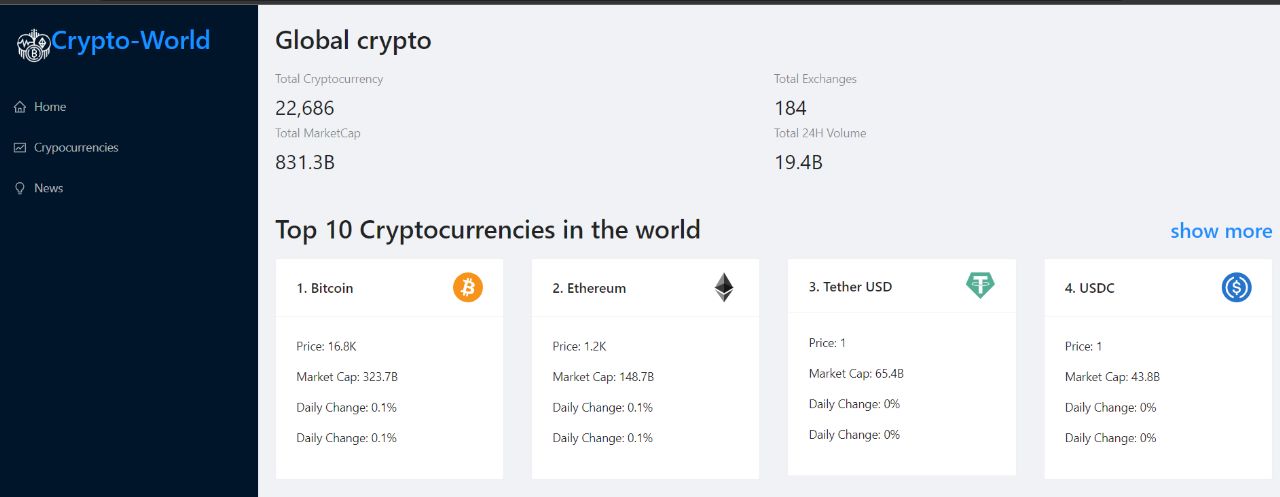 Crypto-World
Home
Crypocurrencies
News
Global crypto
Total Cryptocurrency
22,686
Total Exchanges
184
Total MarketCap
831.3B
Total 24H Volume
19.4B
Top 10 Cryptocurrencies in the world
show more
1. Bitcoin
Price: 16.8K
Market Cap: 323.7B
Daily Change: 0.1%
Daily Change: 0.1%
2. Ethereum
Price: 1.2K
Market Cap: 148.7B
Daily Change: 0.1%
Daily Change: 0.1%
3. Tether USD
Price: 1
Market Cap: 65.4B
Daily Change: 0%
Daily Change: 0%
4. USDC
Price: 1
Market Cap: 43.8B
Daily Change: 0%
Daily Change: 0%